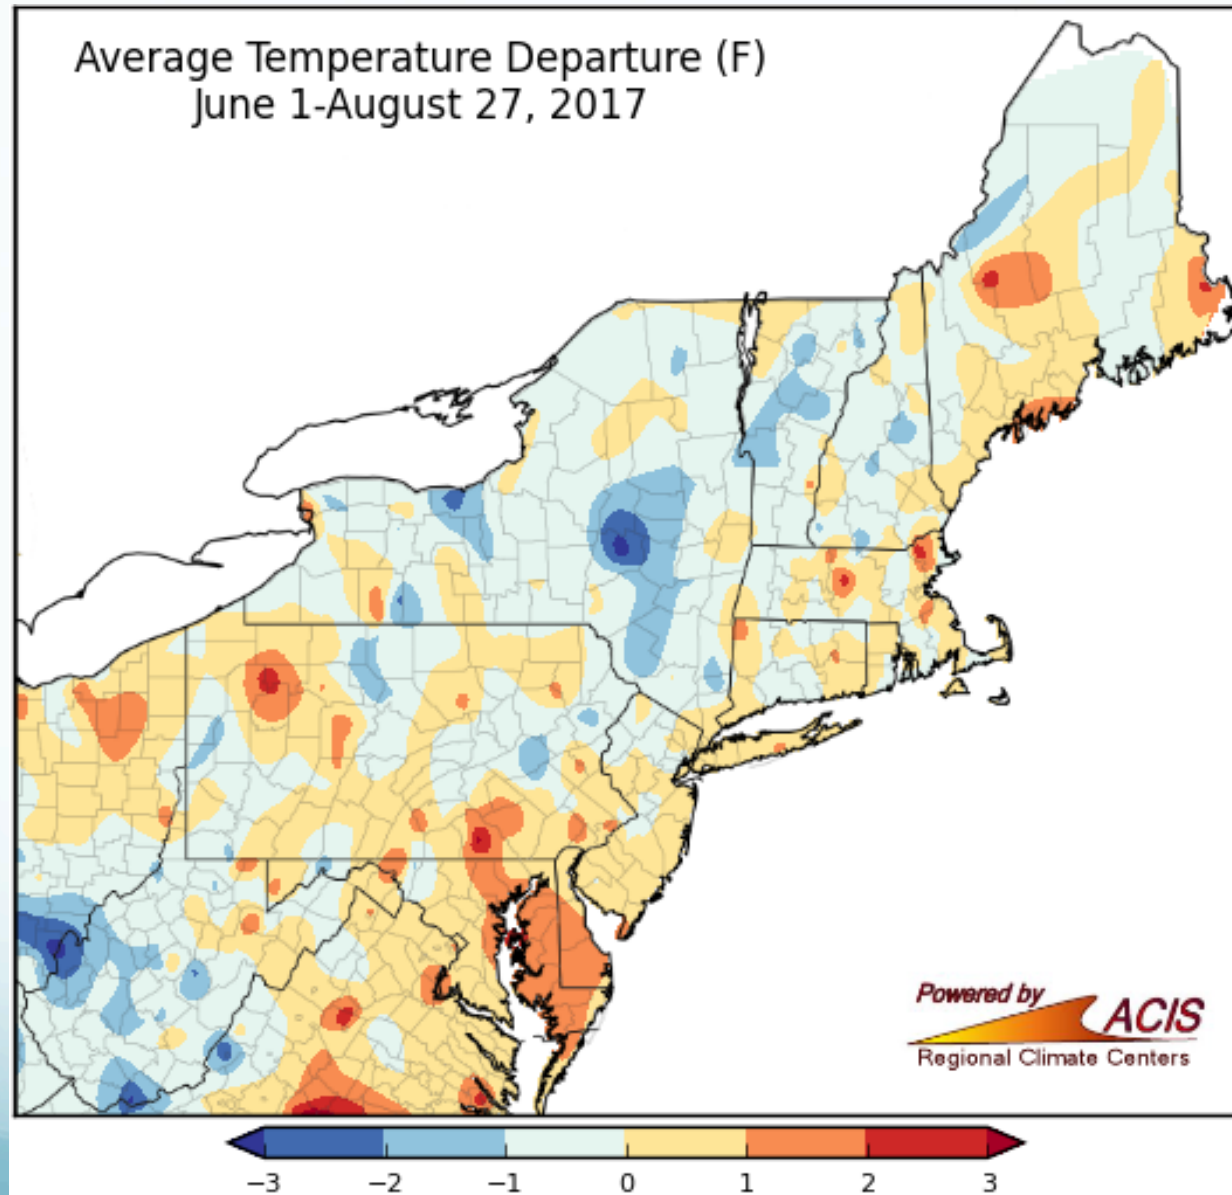 Average Temperature Departure (F)
June 1-August 27, 2017
Powered by
ACIS
Regional Climate Centers
−3 −2 −1 0 1 2 3